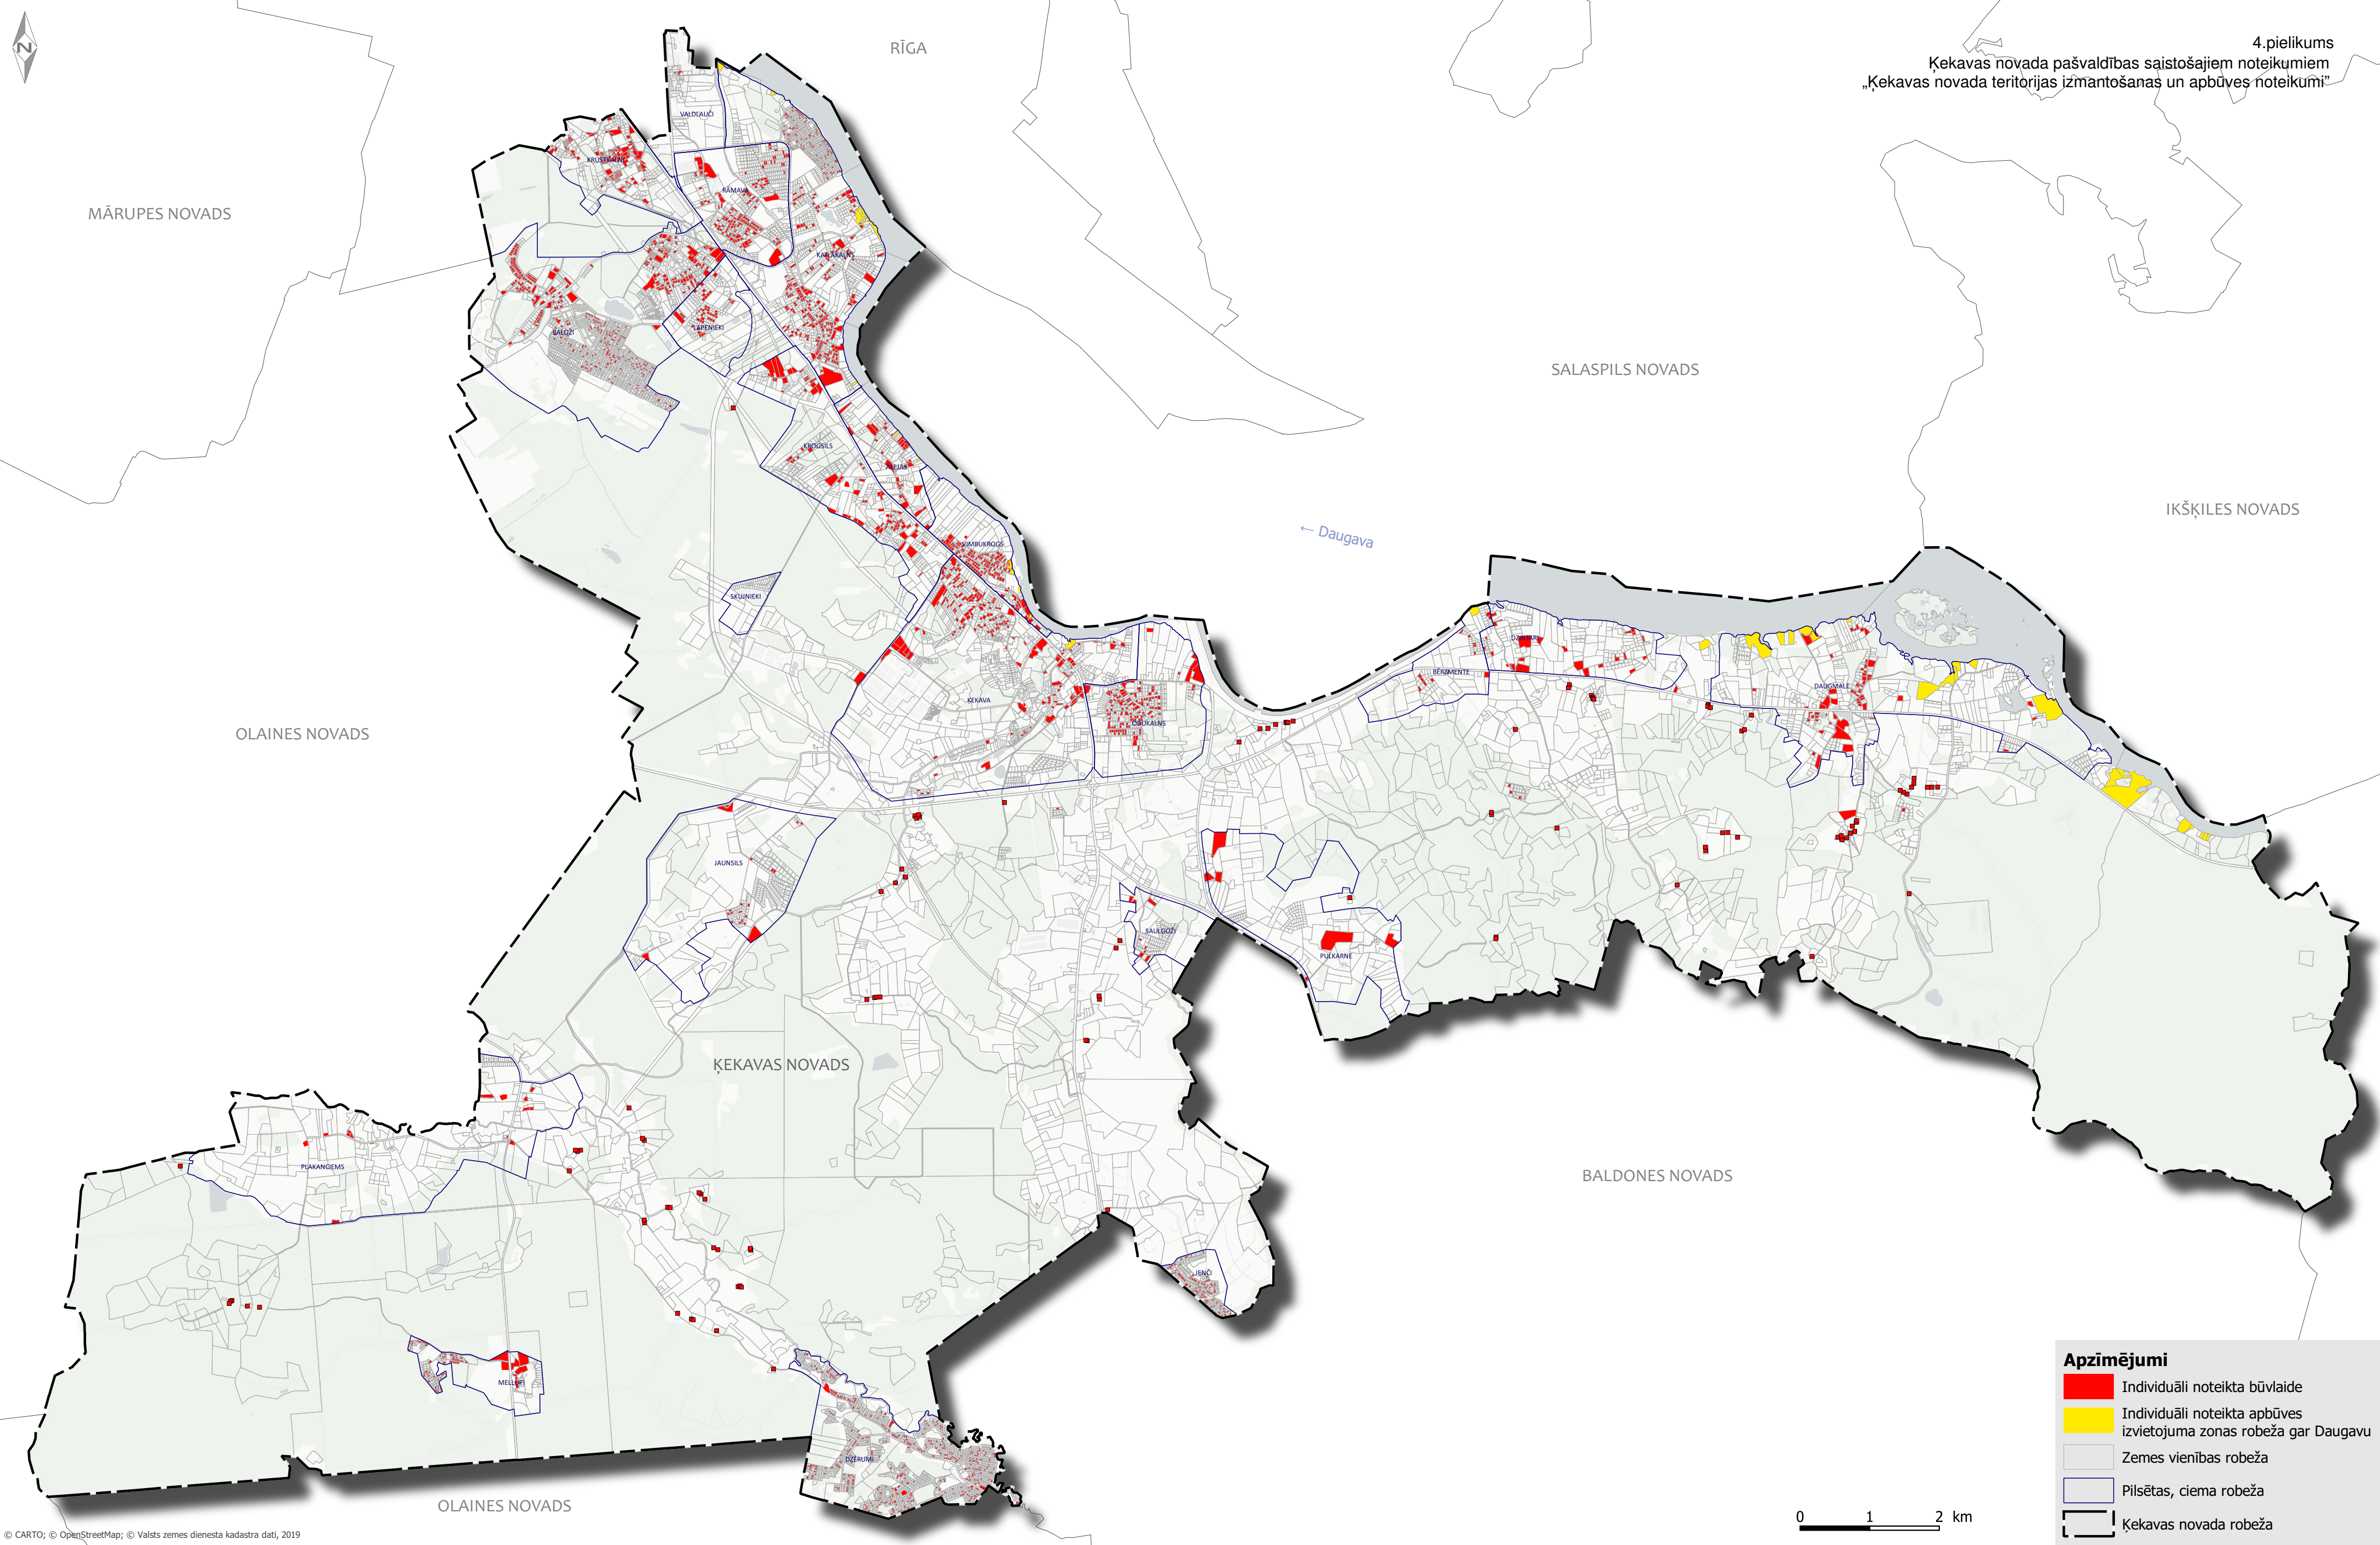 N
RĪGA
4.pielikums
Ķekavas novada pašvaldības saistošajiem noteikumiem
„Ķekavas novada teritorijas izmantošanas un apbūves noteikumi”
VALDLAUČI
KRUSTKALNI
RĀMAVA
MĀRUPES NOVADS
KATLAKALNS
LAPENIEKI
BALOŽI
SALASPILS NOVADS
KROGSILS
ALEJAS
IKŠĶILES NOVADS
← Daugava
VIMBUKROGS
SKUJNIEKI
DZINTARI
BĒRZMENTE
DAUGMALE
ĶEKAVA
ODUKALNS
OLAINES NOVADS
JAUNSILS
SAULGOŽI
PULKARNE
ĶEKAVAS NOVADS
PLAKANCIEMS
BALDONES NOVADS
JENČI
MELLUPI
DZĒRUMI
OLAINES NOVADS
Apzīmējumi
Individuāli noteikta būvlaide
Individuāli noteikta apbūves
izvietojuma zonas robeža gar Daugavu
Zemes vienības robeža
Pilsētas, ciema robeža
Ķekavas novada robeža
0 1 2 km
© CARTO; © OpenStreetMap; © Valsts zemes dienesta kadastra dati, 2019